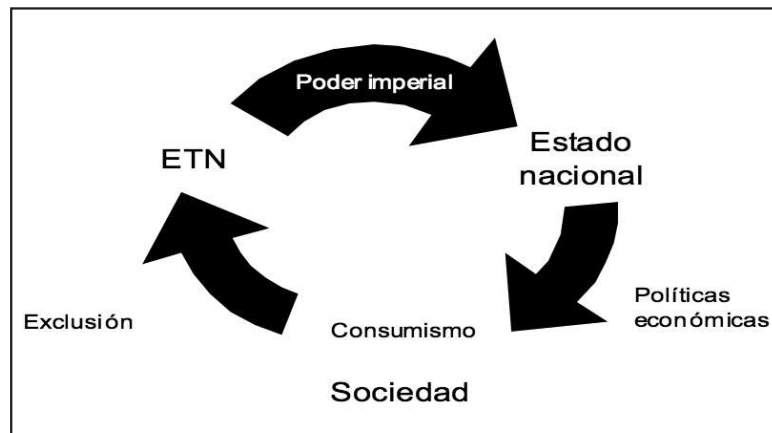 Poder imperial
ETN
Estado
nacional
Políticas
económicas
Exclusión
Consumismo
Sociedad